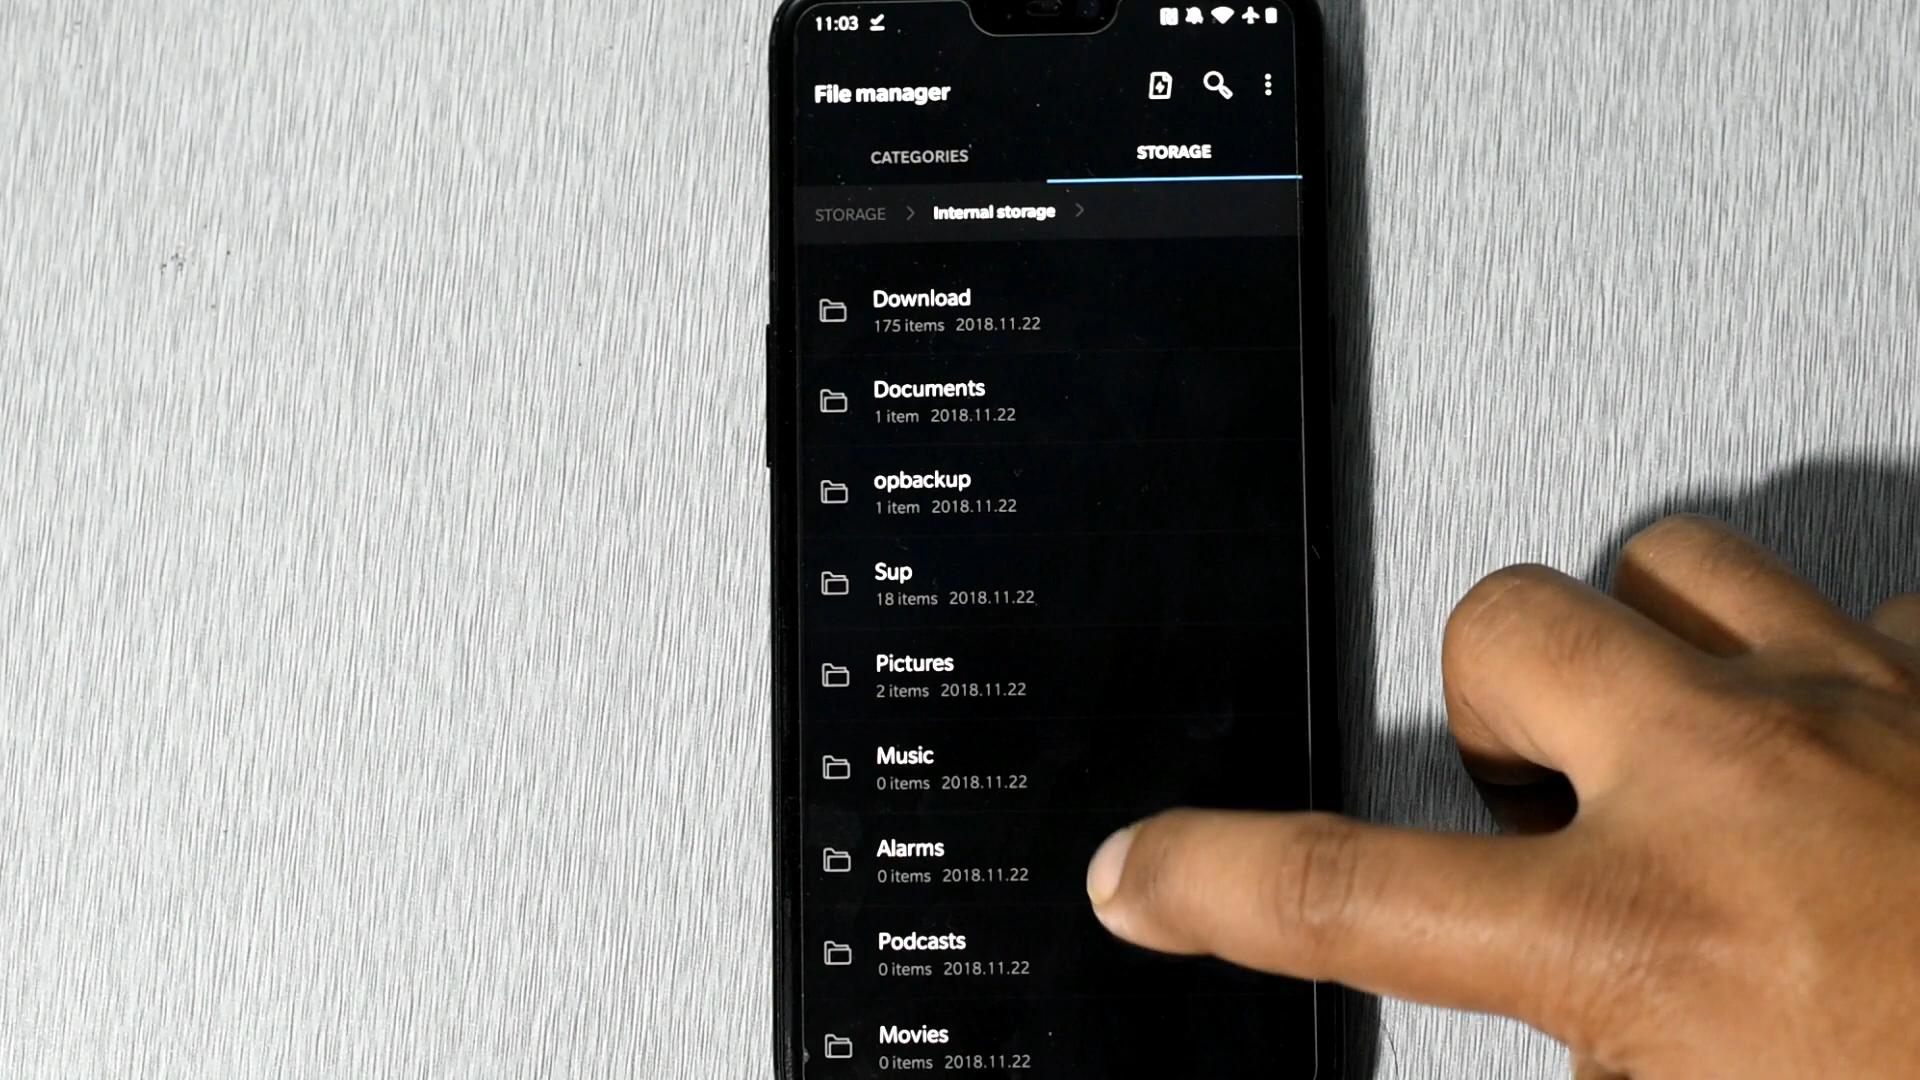 11:03
File manager
CATEGORIES
STORAGE
STORAGE > Internal storage >
Download
175 items 2018.11.22
Documents
1 item 2018.11.22
opbackup
1 item 2018.11.22
Sup
18 items 2018.11.22
Pictures
2 items 2018.11.22
Music
0 items 2018.11.22
Alarms
0 items 2018.11.22
Podcasts
0 items 2018.11.22
Movies
0 items 2018.11.22